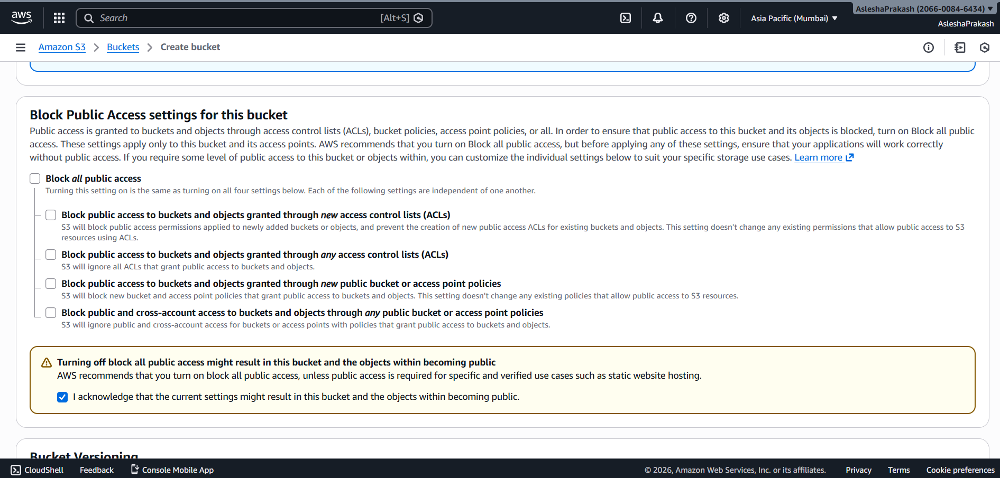 aws
Search
[Alt+S]
Asia Pacific (Mumbai)
AsleshaPrakash (2066-0084-6434)
AsleshaPrakash
Amazon S3
Buckets
Create bucket
Block Public Access settings for this bucket
Public access is granted to buckets and objects through access control lists (ACLs), bucket policies, access point policies, or all. In order to ensure that public access to this bucket and its objects is blocked, turn on Block all public
access. These settings apply only to this bucket and its access points. AWS recommends that you turn on Block all public access, but before applying any of these settings, ensure that your applications will work correctly
without public access. If you require some level of public access to this bucket or objects within, you can customize the individual settings below to suit your specific storage use cases. Learn more
Block all public access
Turning this setting on is the same as turning on all four settings below. Each of the following settings are independent of one another.
Block public access to buckets and objects granted through new access control lists (ACLs)
S3 will block public access permissions applied to newly added buckets or objects, and prevent the creation of new public access ACLs for existing buckets and objects. This setting doesn't change any existing permissions that allow public access to S3
resources using ACLs.
Block public access to buckets and objects granted through any access control lists (ACLs)
S3 will ignore all ACLs that grant public access to buckets and objects.
Block public access to buckets and objects granted through new public bucket or access point policies
S3 will block new bucket and access point policies that grant public access to buckets and objects. This setting doesn't change any existing policies that allow public access to S3 resources.
Block public and cross-account access to buckets and objects through any public bucket or access point policies
S3 will ignore public and cross-account access for buckets or access points with policies that grant public access to buckets and objects.
Turning off block all public access might result in this bucket and the objects within becoming public
AWS recommends that you turn on block all public access, unless public access is required for specific and verified use cases such as static website hosting.
I acknowledge that the current settings might result in this bucket and the objects within becoming public.
Bucket Versioning
CloudShell
Feedback
Console Mobile App
© 2026, Amazon Web Services, Inc. or its affiliates.
Privacy
Terms
Cookie preferences